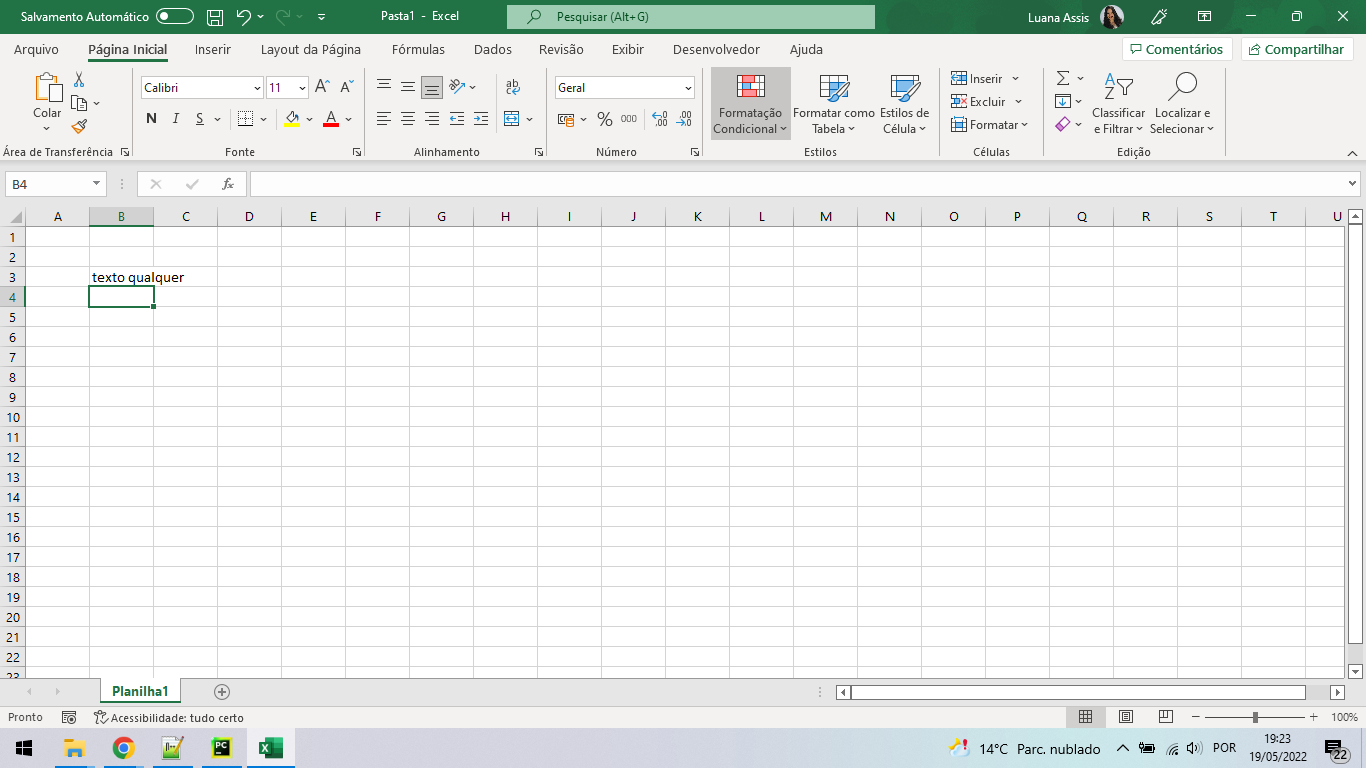 Salvamento Automático Pasta1 - Excel Pesquisar (Alt+G) Luana Assis
Arquivo Página Inicial Inserir Layout da Página Fórmulas Dados Revisão Exibir Desenvolvedor Ajuda Comentários Compartilhar
Colar
Calibri 11
N I S
A A
ab
Geral
% 000
Formatação Condicional
Formatar como Tabela
Estilos de Célula
Inserir
Excluir
Formatar
Classificar e Filtrar
Localizar e Selecionar
Área de Transferência Fonte Alinhamento Número Estilos Células Edição
B4 fx
A B C D E F G H I J K L M N O P Q R S T U
1
2
3 texto qualquer
4
5
6
7
8
9
10
11
12
13
14
15
16
17
18
19
20
21
22
23
Planilha1
Pronto Acessibilidade: tudo certo 100%
14°C Parc. nublado POR 19:23
19/05/2022 22